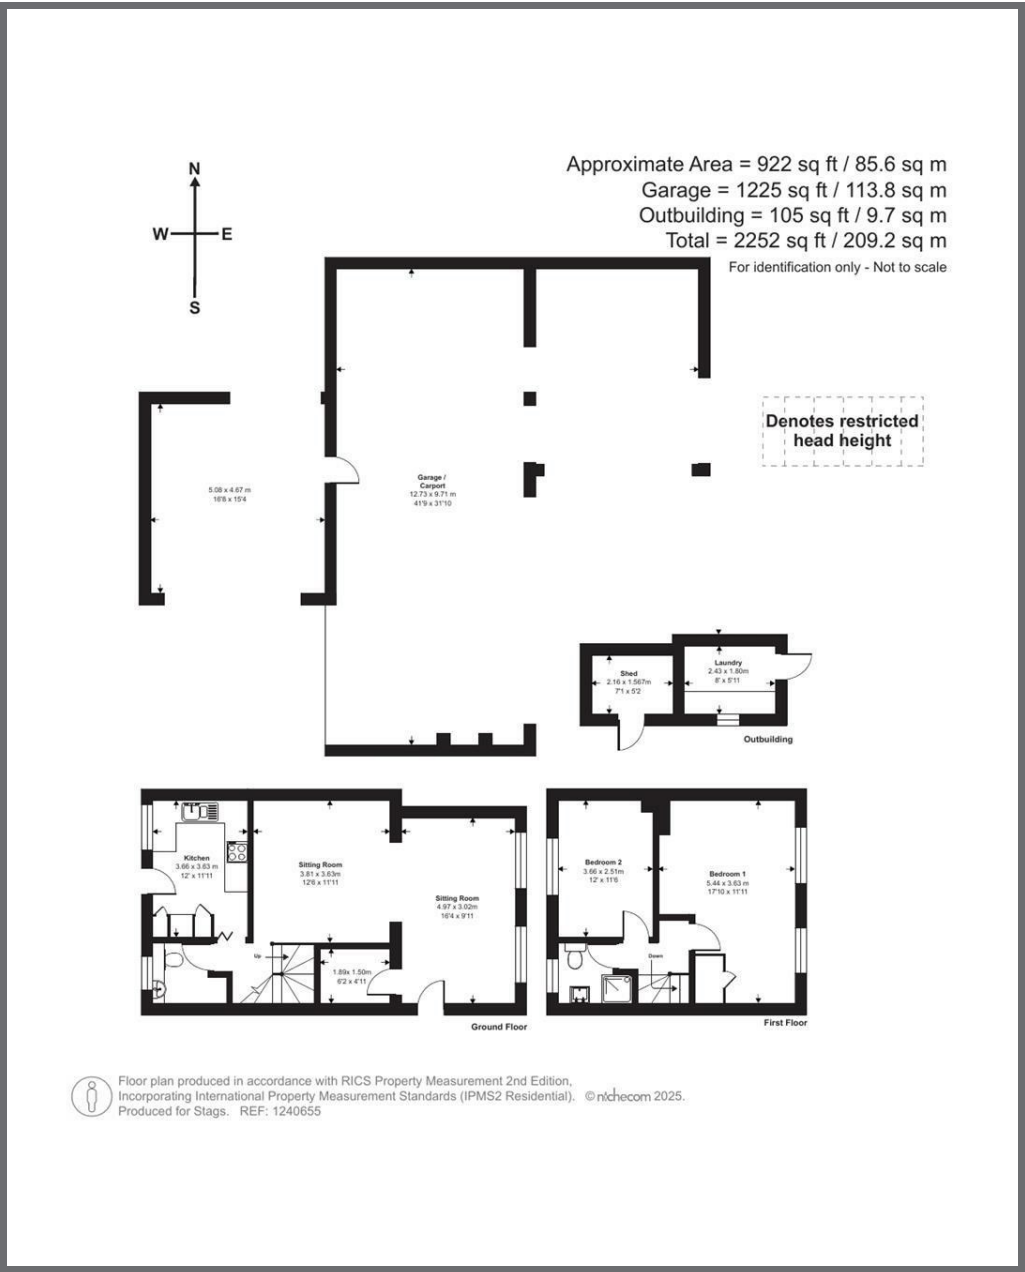 Approximate Area = 922 sq ft / 85.6 sq m
Garage = 1225 sq ft / 113.8 sq m
Outbuilding = 105 sq ft / 9.7 sq m
Total = 2252 sq ft / 209.2 sq m
For identification only - Not to scale
N
W E
S
Denotes restricted
head height
Garage /
Carport
12.73 x 9.71 m
41'9 x 31'10
5.08 x 4.67 m
16'8 x 15'4
Shed
2.16 x 1.567m
7'1 x 5'2
Laundry
2.43 x 1.80m
8' x 5'11
Outbuilding
Kitchen
3.66 x 3.63 m
12' x 11'11
Sitting Room
3.81 x 3.63m
12'6 x 11'11
Sitting Room
4.97 x 3.02m
16'4 x 9'11
Up
1.89x 1.50m
6'2 x 4'11
Ground Floor
Bedroom 2
3.66 x 2.51m
12' x 11'6
Bedroom 1
5.44 x 3.63 m
17'10 x 11'11
Down
First Floor
Floor plan produced in accordance with RICS Property Measurement 2nd Edition,
Incorporating International Property Measurement Standards (IPMS2 Residential). © nichecom 2025.
Produced for Stags. REF: 1240655